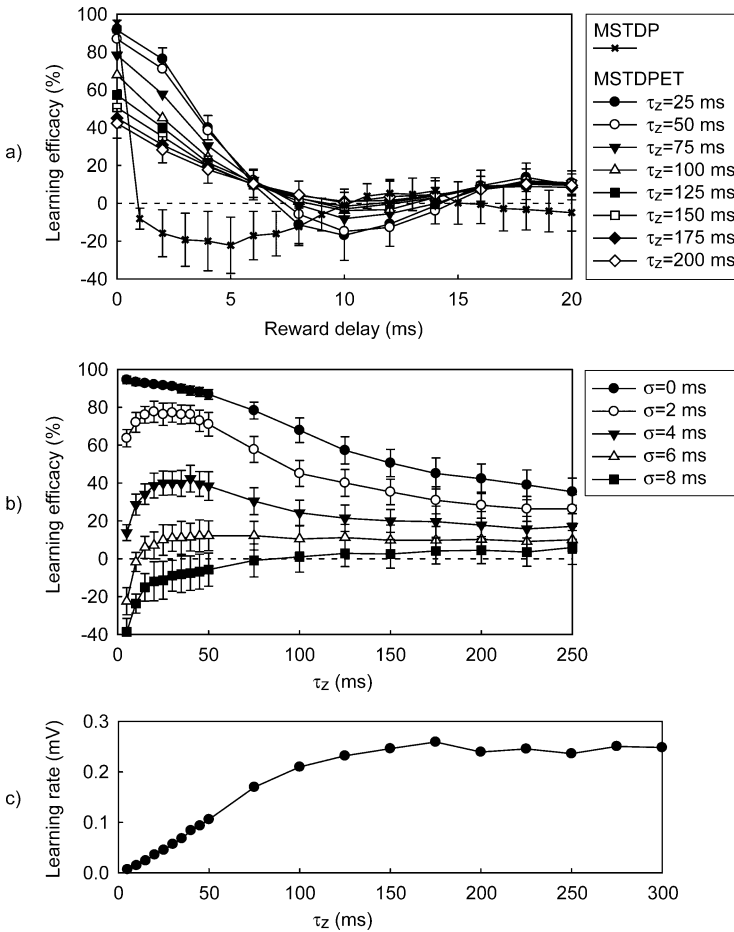 a)
Learning efficacy (%)
100
80
60
40
20
0
-20
-40
0
5
10
15
20
Reward delay (ms)
MSTDP
MSTDPET
τz=25 ms
τz=50 ms
τz=75 ms
τz=100 ms
τz=125 ms
τz=150 ms
τz=175 ms
τz=200 ms
b)
Learning efficacy (%)
100
80
60
40
20
0
-20
-40
0
50
100
150
200
250
τz (ms)
σ=0 ms
σ=2 ms
σ=4 ms
σ=6 ms
σ=8 ms
c)
Learning rate (mV)
0.3
0.2
0.1
0.0
0
50
100
150
200
250
300
τz (ms)